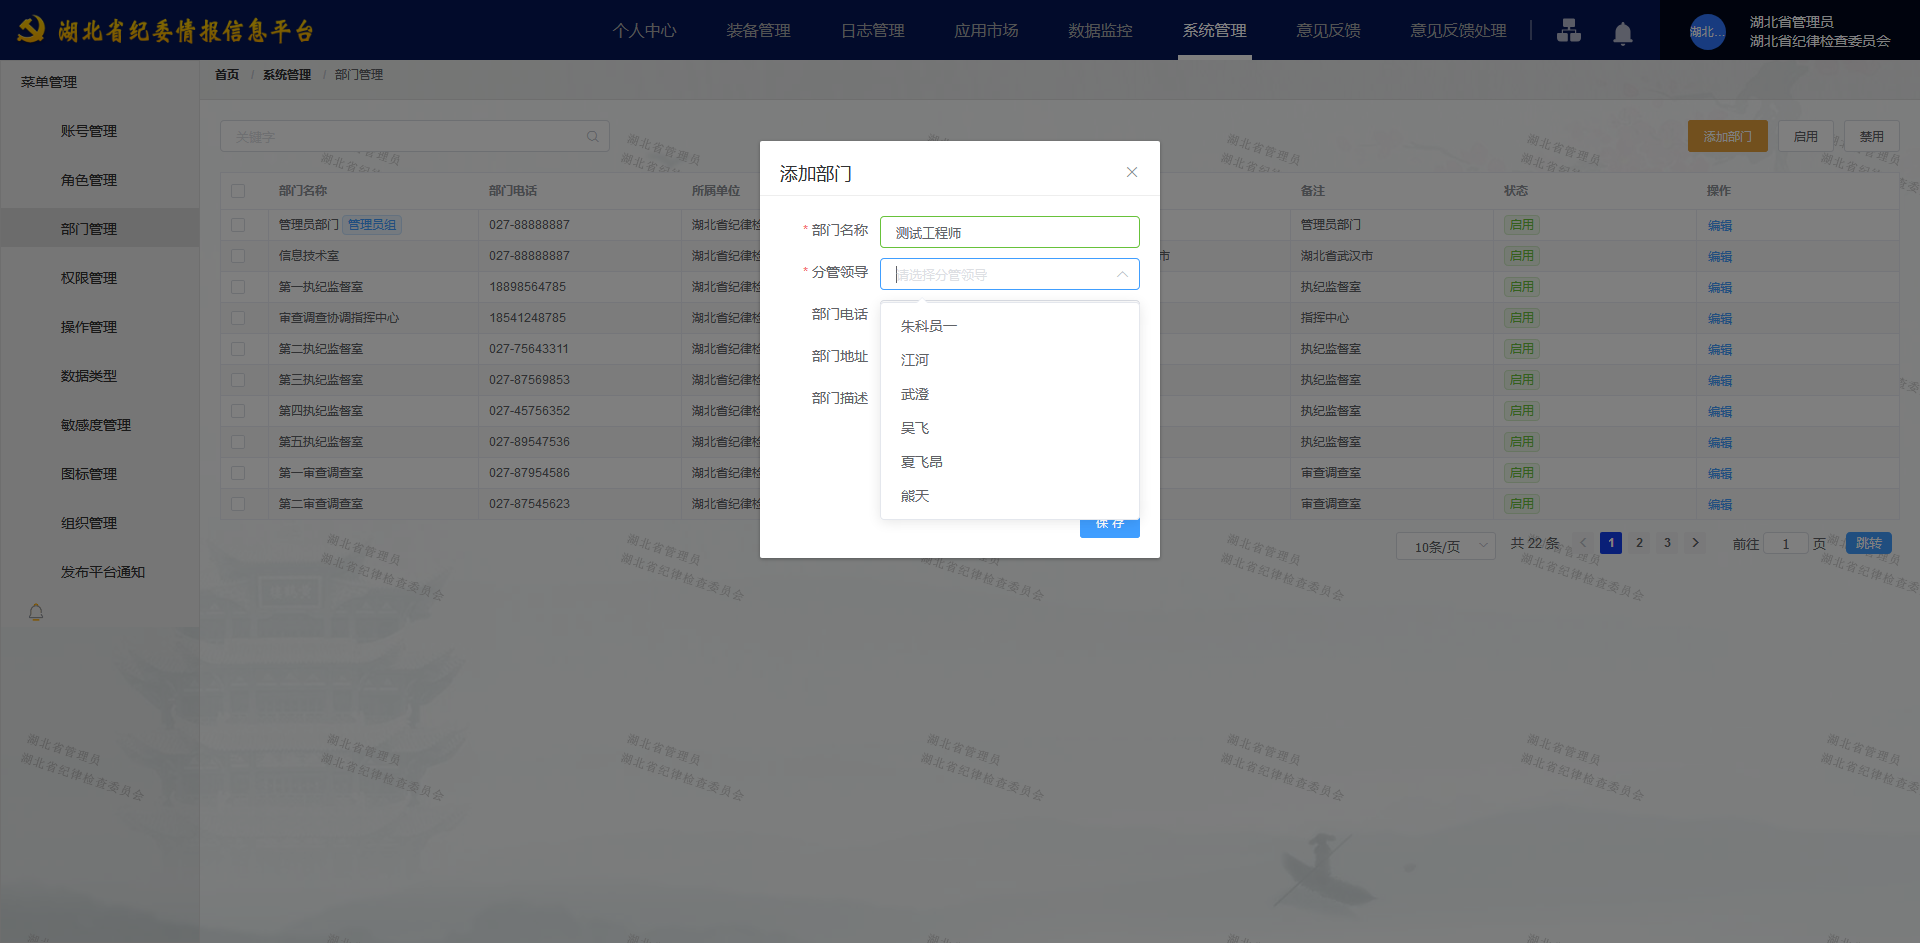 湖北省纪委情报信息平台
个人中心 装备管理 日志管理 应用市场 数据监控 系统管理 意见反馈 意见反馈处理
湖北...
湖北省管理员
湖北省纪律检查委员会
菜单管理
账号管理
角色管理
部门管理
权限管理
操作管理
数据类型
敏感度管理
图标管理
组织管理
发布平台通知
首页 / 系统管理 / 部门管理
关键字
添加部门 启用 禁用
部门名称 部门电话 所属单位 备注 状态 操作
管理员部门 管理员组 027-88888887 湖北省纪律检 管理员部门 启用 编辑
信息技术室 027-88888887 湖北省纪律检 市 湖北省武汉市 启用 编辑
第一执纪监督室 18898564785 湖北省纪律检 执纪监督室 启用 编辑
审查调查协调指挥中心 18541248785 湖北省纪律检 指挥中心 启用 编辑
第二执纪监督室 027-75643311 湖北省纪律检 执纪监督室 启用 编辑
第三执纪监督室 027-87569853 湖北省纪律检 执纪监督室 启用 编辑
第四执纪监督室 027-45756352 湖北省纪律检 执纪监督室 启用 编辑
第五执纪监督室 027-89547536 湖北省纪律检 执纪监督室 启用 编辑
第一审查调查室 027-87954586 湖北省纪律检 审查调查室 启用 编辑
第二审查调查室 027-87545623 湖北省纪律检 审查调查室 启用 编辑
10条/页 共 22 条 1 2 3 前往 1 页 跳转
添加部门
* 部门名称 测试工程师
* 分管领导 请选择分管领导
部门电话
部门地址
部门描述
朱科员一
江河
武澄
吴飞
夏飞昂
熊天
保 存
湖北省管理员
湖北省纪律检查委员会